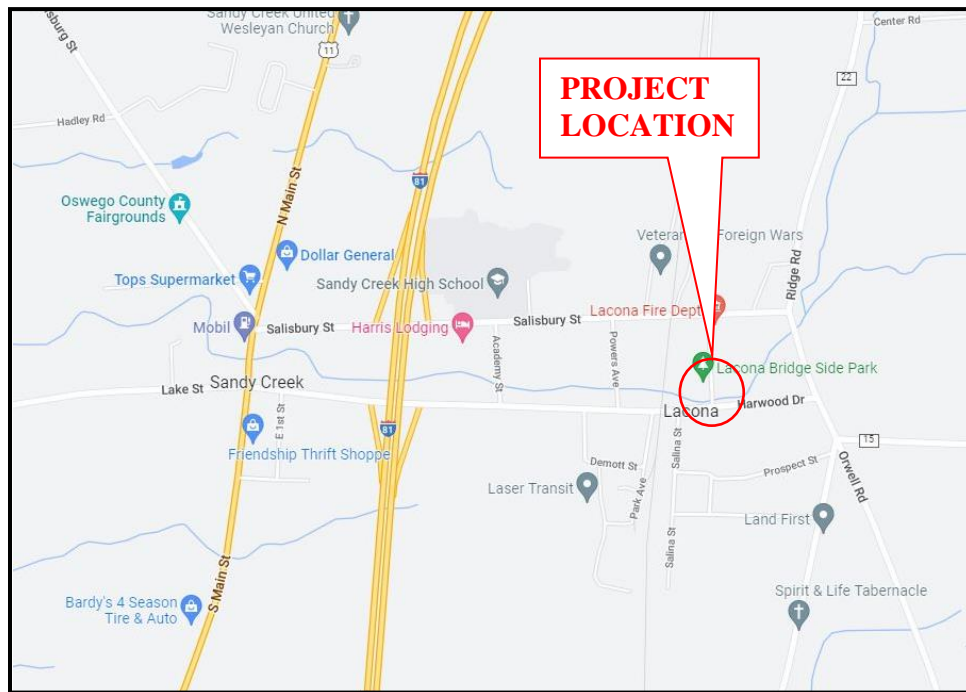 Sandy Creek United
Wesleyan Church
Center Rd
11
22
PROJECT
LOCATION
Hadley Rd
81
Oswego County
Fairgrounds
N Main St
Veteran
Foreign Wars
Ridge Rd
Dollar General
Tops Supermarket
Sandy Creek High School
Lacona Fire Dept
Mobil
Salisbury St
Harris Lodging
Salisbury St
Academy St
Powers Ave
Lacona Bridge Side Park
Lake St
Sandy Creek
E 1st St
Lacona
Harwood Dr
81
15
Friendship Thrift Shoppe
Salina St
Orwell Rd
Demott St
Prospect St
Laser Transit
Park Ave
Land First
Salina St
S Main St
Bardy's 4 Season
Tire & Auto
Spirit & Life Tabernacle